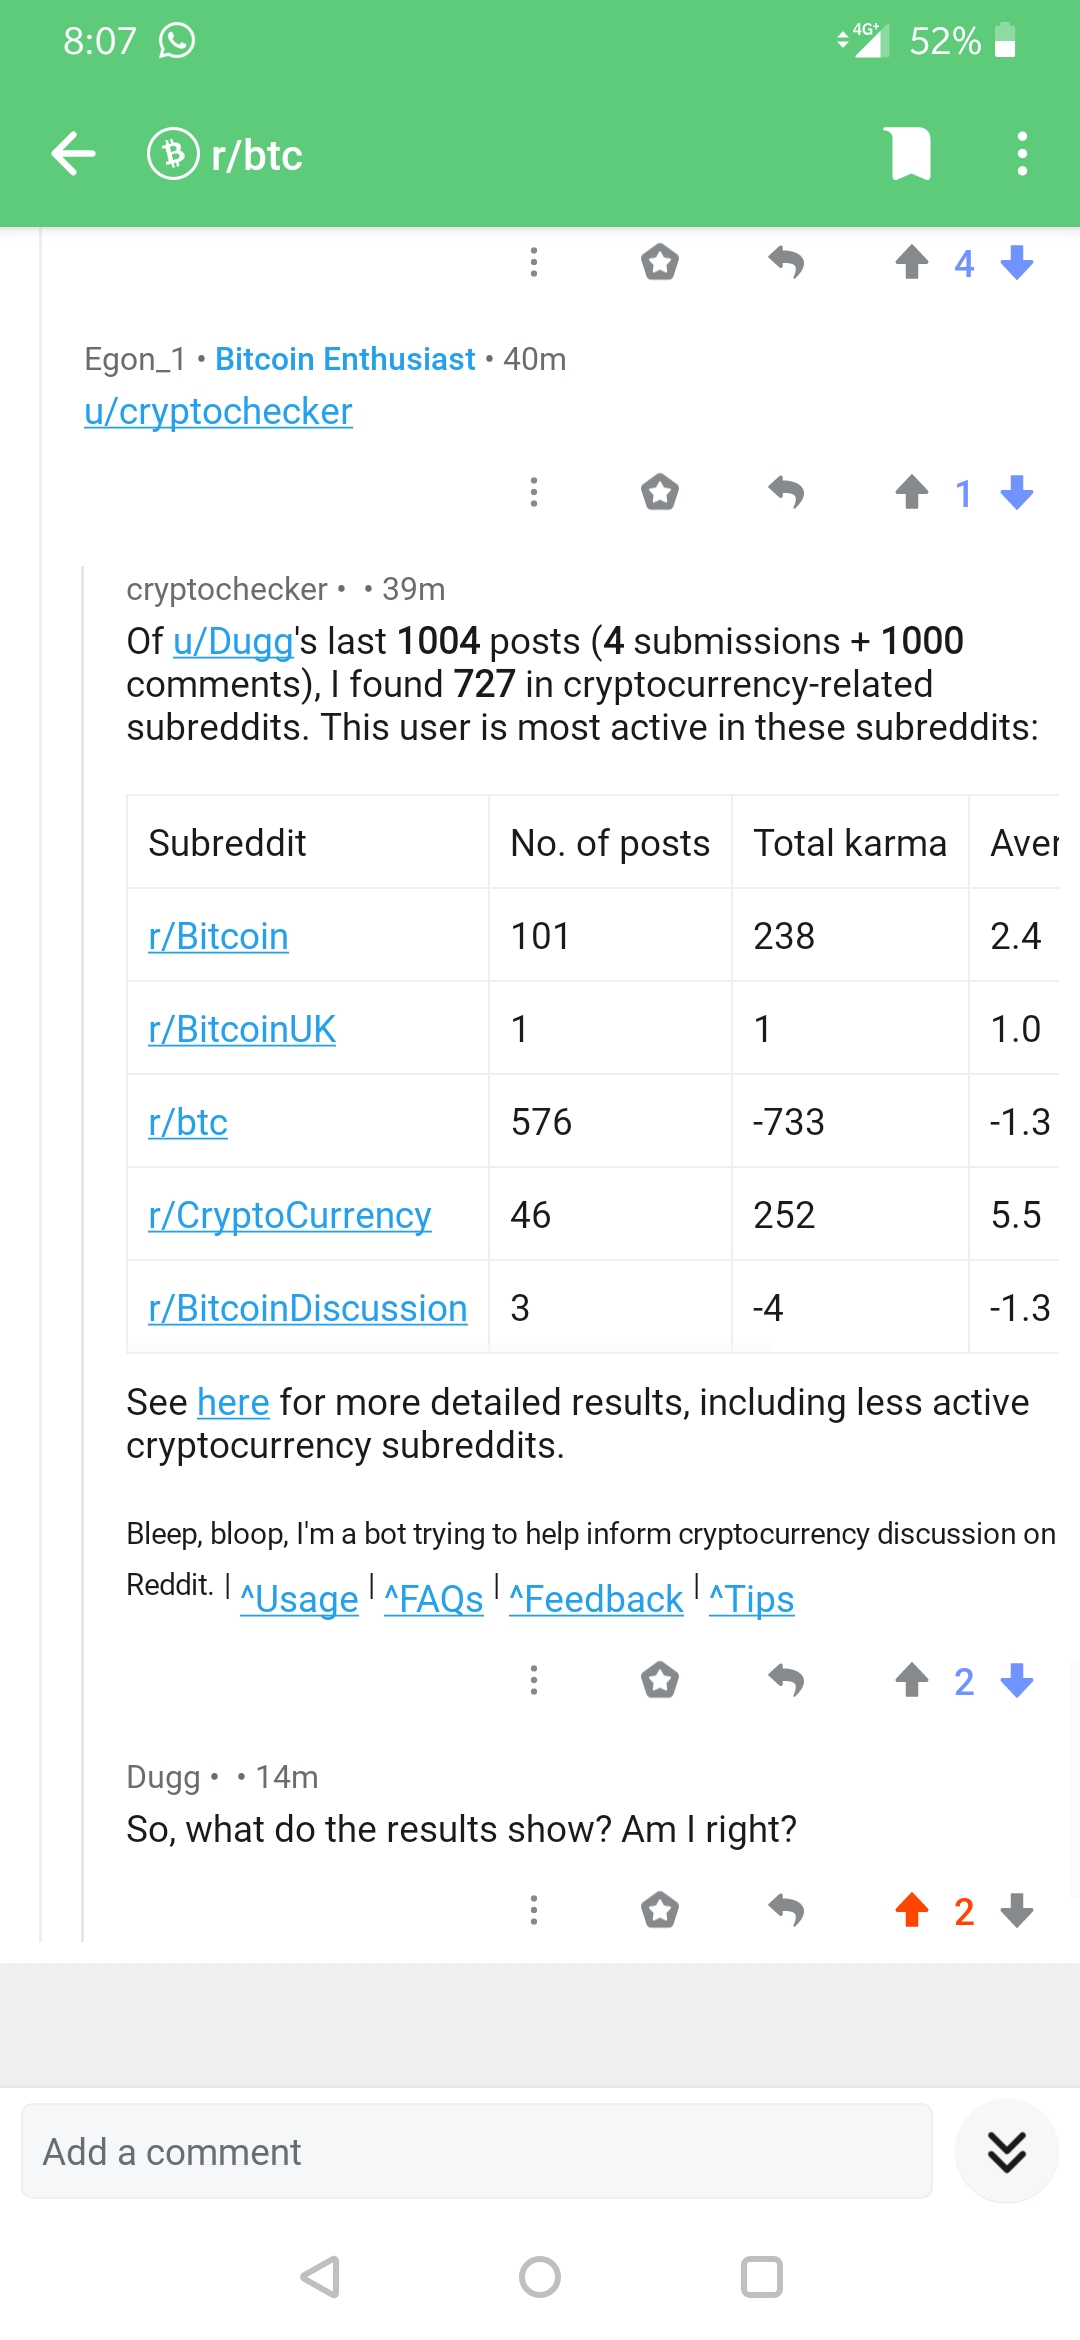 8:07 4G+ 52%
r/btc
4
Egon_1 • Bitcoin Enthusiast • 40m
u/cryptochecker
1
cryptochecker • • 39m
Of u/Dugg's last 1004 posts (4 submissions + 1000
comments), I found 727 in cryptocurrency-related
subreddits. This user is most active in these subreddits:
Subreddit No. of posts Total karma Aver
r/Bitcoin 101 238 2.4
r/BitcoinUK 1 1 1.0
r/btc 576 -733 -1.3
r/CryptoCurrency 46 252 5.5
r/BitcoinDiscussion 3 -4 -1.3
See here for more detailed results, including less active
cryptocurrency subreddits.
Bleep, bloop, I'm a bot trying to help inform cryptocurrency discussion on
Reddit. | ^Usage | ^FAQs | ^Feedback | ^Tips
2
Dugg • • 14m
So, what do the results show? Am I right?
2
Add a comment